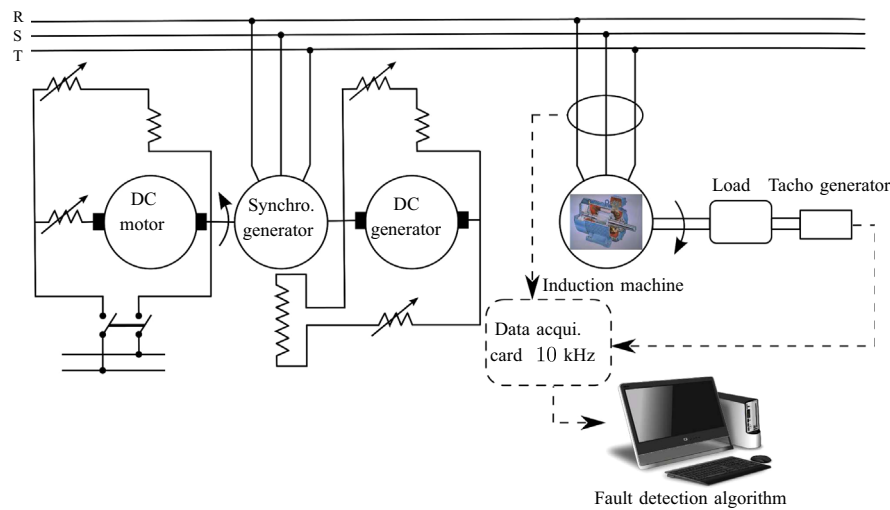 R
S
T
DC
motor
Synchro.
generator
DC
generator
Load
Tacho generator
Induction machine
Data acqui.
card 10 kHz
Fault detection algorithm